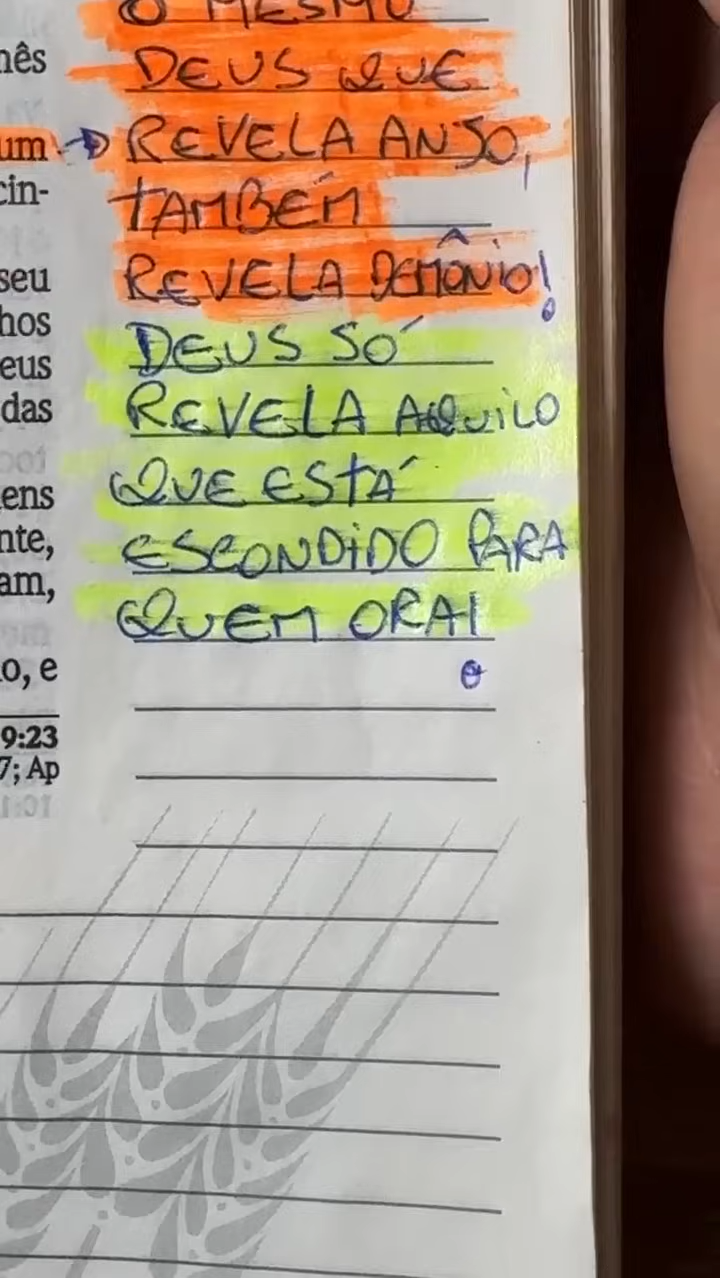 O MESMO
DEUS QUE
REVELA ANJO,
TAMBÉM
REVELA DEMÔNIO!
DEUS SÓ
REVELA AQUILO
QUE ESTÁ
ESCONDIDO PARA
QUEM ORA!
nês
um
cin-
seu
hos
eus
das
ens
nte,
am,
o, e
9:23
7; Ap